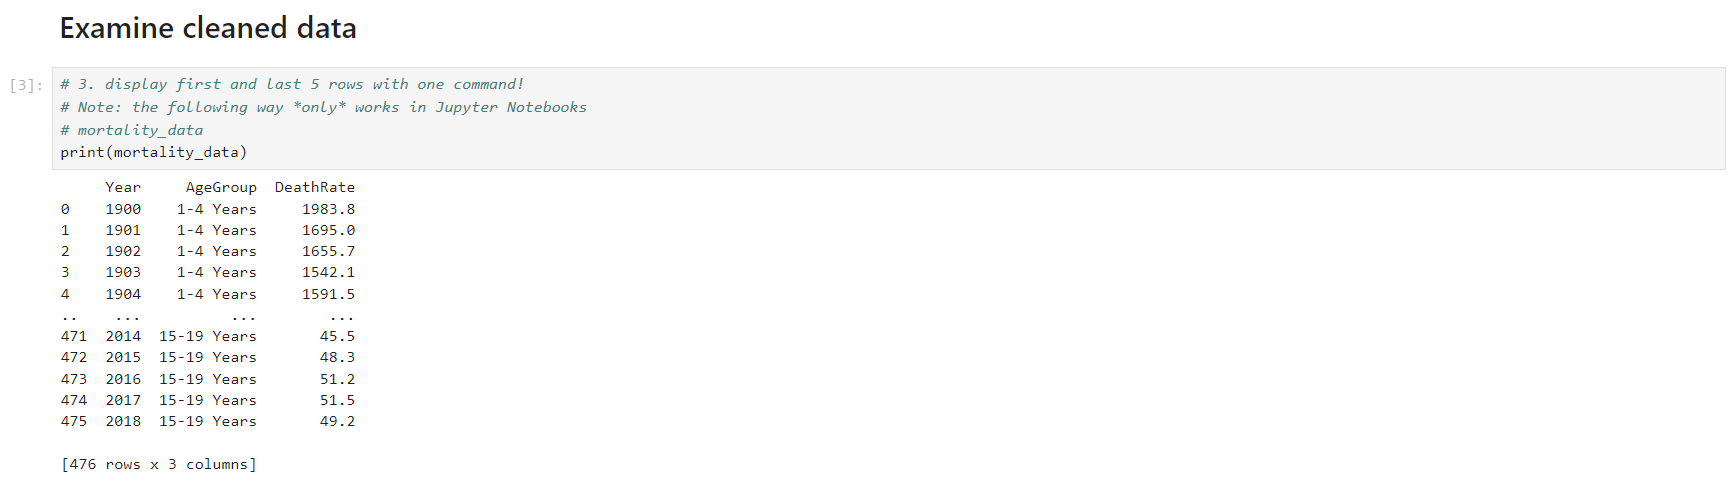 Examine cleaned data
[3]: # 3. display first and last 5 rows with one command!
# Note: the following way *only* works in Jupyter Notebooks
# mortality_data
print(mortality_data)
     Year     AgeGroup  DeathRate
0    1900    1-4 Years     1983.8
1    1901    1-4 Years     1695.0
2    1902    1-4 Years     1655.7
3    1903    1-4 Years     1542.1
4    1904    1-4 Years     1591.5
..    ...          ...        ...
471  2014  15-19 Years       45.5
472  2015  15-19 Years       48.3
473  2016  15-19 Years       51.2
474  2017  15-19 Years       51.5
475  2018  15-19 Years       49.2
[476 rows x 3 columns]